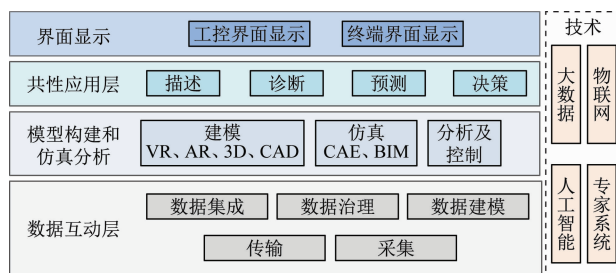 界面显示
工控界面显示
终端界面显示
共性应用层
描述
诊断
预测
决策
模型构建和
仿真分析
建模
VR、AR、3D、CAD
仿真
CAE、BIM
分析及
控制
数据互动层
数据集成
数据治理
数据建模
传输
采集
技术
大数据
物联网
人工智能
专家系统